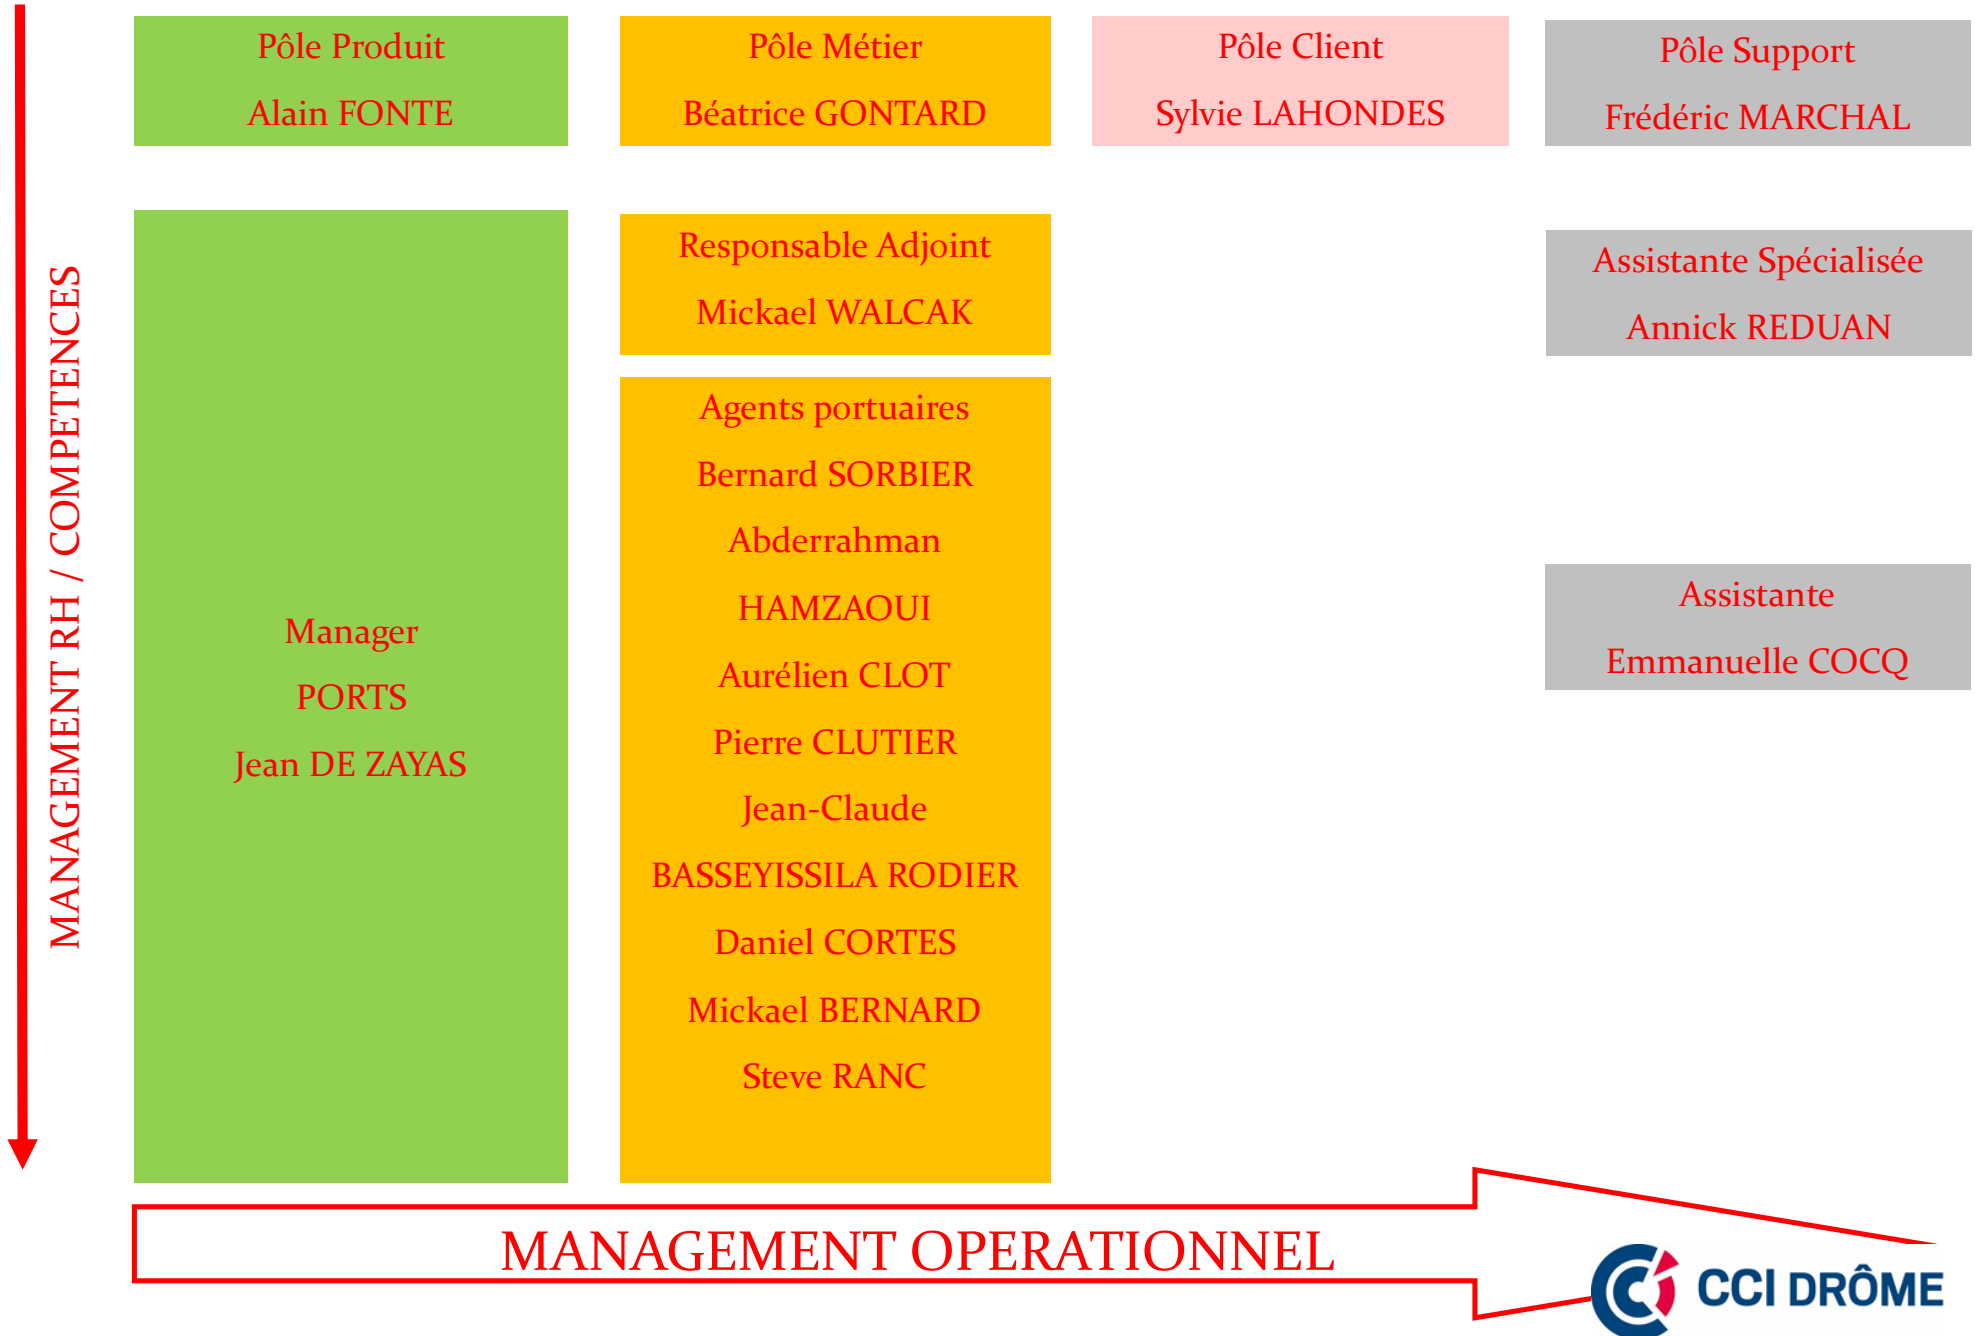 Pôle Produit
Alain FONTE
Pôle Métier
Béatrice GONTARD
Pôle Client
Sylvie LAHONDES
Pôle Support
Frédéric MARCHAL
MANAGEMENT RH / COMPETENCES
Manager
PORTS
Jean DE ZAYAS
Responsable Adjoint
Mickael WALCAK
Agents portuaires
Bernard SORBIER
Abderrahman
HAMZAOUI
Aurélien CLOT
Pierre CLUTIER
Jean-Claude
BASSEYISSILA RODIER
Daniel CORTES
Mickael BERNARD
Steve RANC
Assistante Spécialisée
Annick REDUAN
Assistante
Emmanuelle COCQ
MANAGEMENT OPERATIONNEL
CCI DRÔME